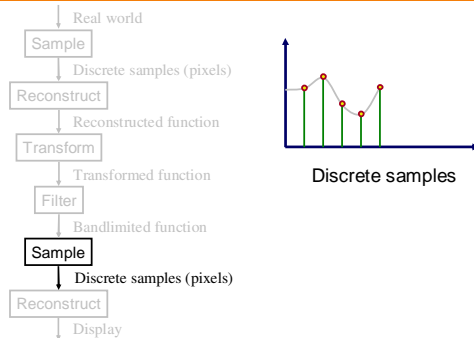 Real world
Sample
Discrete samples (pixels)
Reconstruct
Reconstructed function
Transform
Transformed function
Discrete samples
Filter
Bandlimited function
Sample
Discrete samples (pixels)
Reconstruct
Display